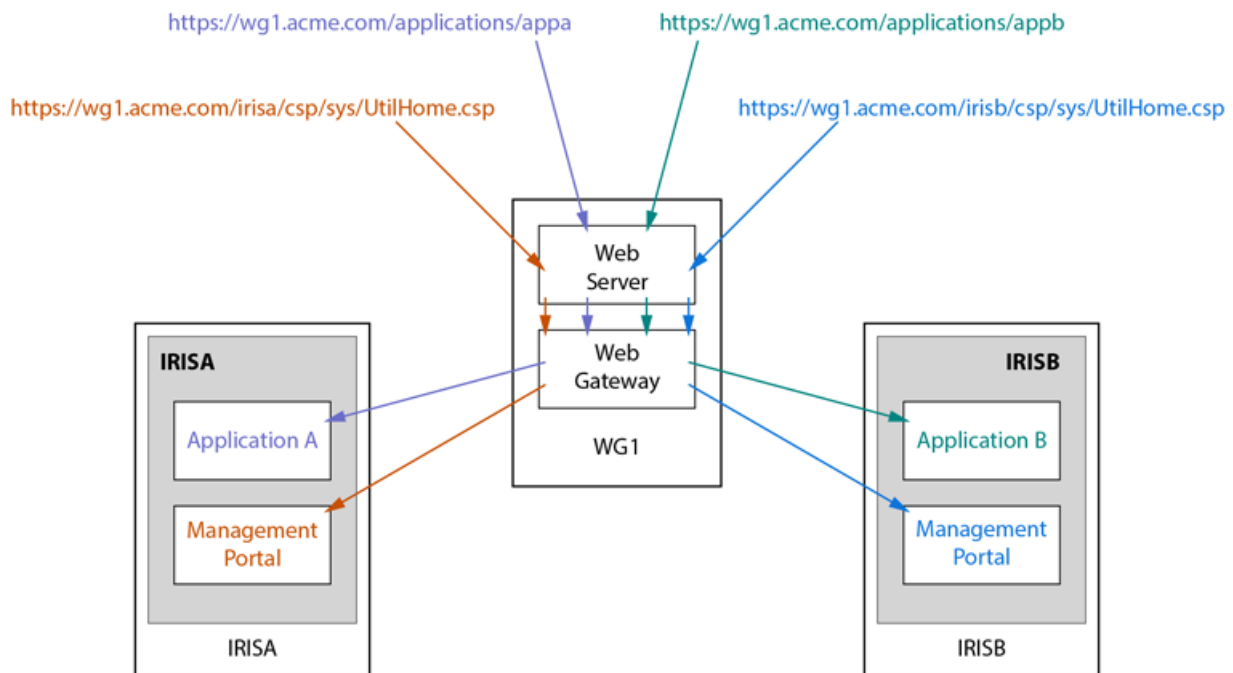 https://wg1.acme.com/applications/appa
https://wg1.acme.com/applications/appb
https://wg1.acme.com/irisa/csp/sys/UtilHome.csp
https://wg1.acme.com/irisb/csp/sys/UtilHome.csp
Web
Server
Web
Gateway
WG1
IRISA
Application A
Management
Portal
IRISA
IRISB
Application B
Management
Portal
IRISB